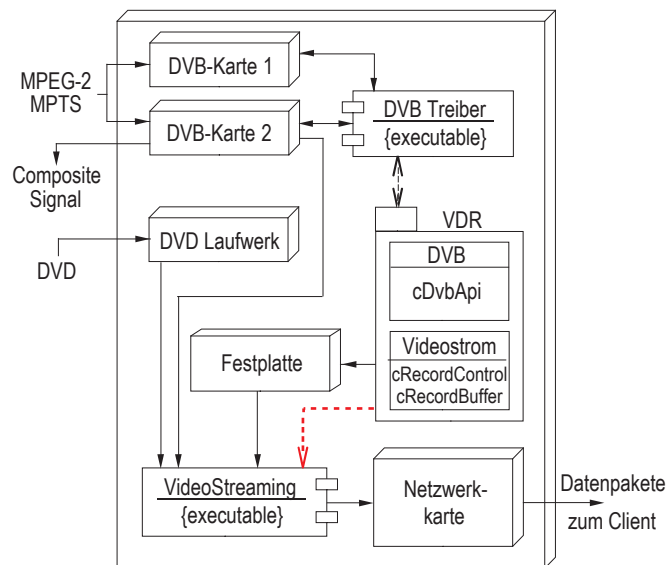 MPEG-2
MPTS
DVB-Karte 1
DVB-Karte 2
DVB Treiber
{executable}
Composite
Signal
DVD Laufwerk
DVD
VDR
DVB
cDvbApi
Videostrom
cRecordControl
cRecordBuffer
Festplatte
VideoStreaming
{executable}
Netzwerk-
karte
Datenpakete
zum Client